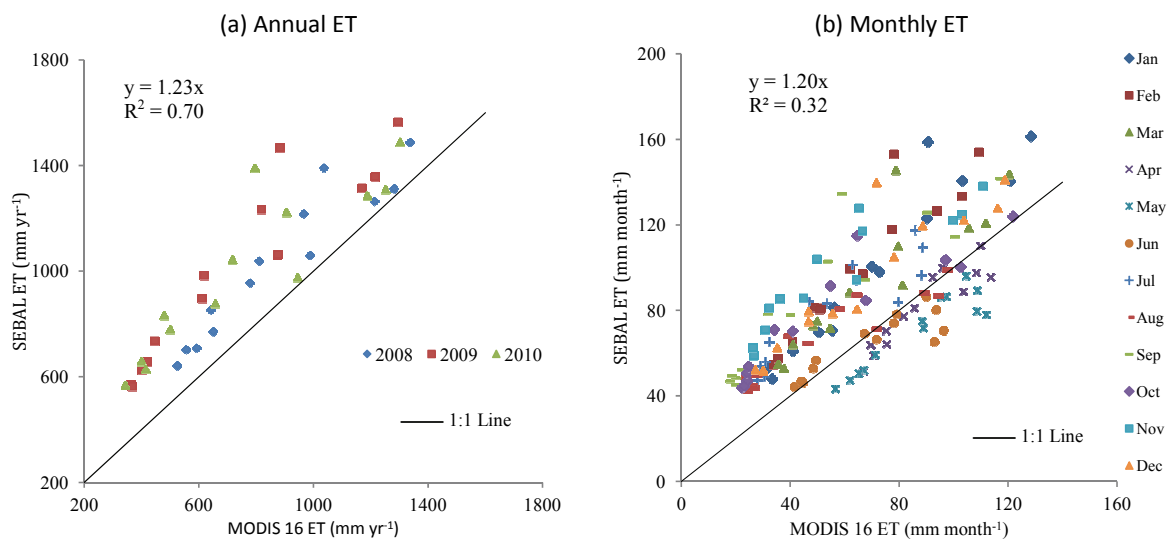 (a) Annual ET
1800
1400
1000
600
200
SEBAL ET (mm yr⁻¹)
y = 1.23x
R² = 0.70
2008
2009
2010
1:1 Line
200
600
1000
1400
1800
MODIS 16 ET (mm yr⁻¹)
(b) Monthly ET
200
160
120
80
40
0
SEBAL ET (mm month⁻¹)
y = 1.20x
R² = 0.32
1:1 Line
0
40
80
120
160
MODIS 16 ET (mm month⁻¹)
Jan
Feb
Mar
Apr
May
Jun
Jul
Aug
Sep
Oct
Nov
Dec